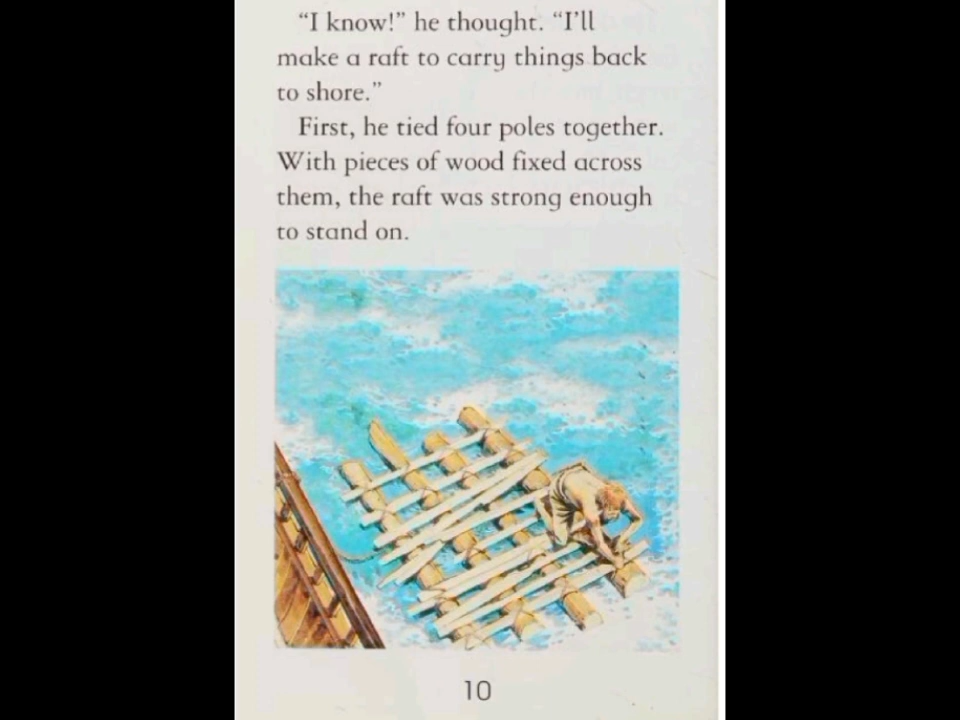 “I know!” he thought. “I’ll
make a raft to carry things back
to shore.”
First, he tied four poles together.
With pieces of wood fixed across
them, the raft was strong enough
to stand on.
10